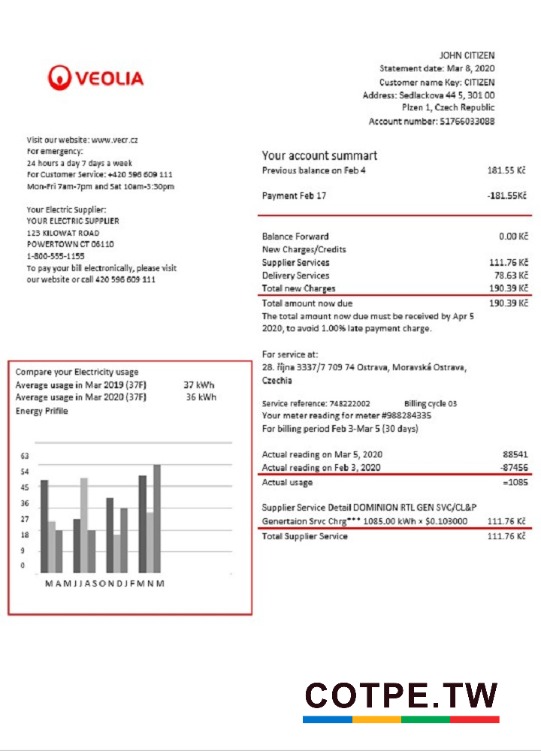 VEOLIA
JOHN CITIZEN
Statement date: Mar 8, 2020
Customer name Key: CITIZEN
Address: Sedlackova 44 5, 301 00
Plzen 1, Czech Republic
Account number: 51766033088
Visit our website: www.vecr.cz
For emergency:
24 hours a day 7 days a week
For Customer Service: +420 596 609 111
Mon-Fri 7am-7pm and Sat 10am-3:30pm
Your Electric Supplier:
YOUR ELECTRIC SUPPLIER
123 KILOWAT ROAD
POWERTOWN CT 06110
1-800-555-1155
To pay your bill electronically, please visit
our website or call 420 596 609 111
Your account summart
Previous balance on Feb 4 181.55 Kč
Payment Feb 17 -181.55Kč
Balance Forward 0.00 Kč
New Charges/Credits
Supplier Services 111.76 Kč
Delivery Services 78.63 Kč
Total new Charges 190.39 Kč
Total amount now due 190.39 Kč
The total amount now due must be received by Apr 5
2020, to avoid 1.00% late payment charge.
For service at:
28. října 3337/7 709 74 Ostrava, Moravská Ostrava,
Czechia
Service reference: 748222002 Billing cycle 03
Your meter reading for meter #988284335
For billing period Feb 3-Mar 5 (30 days)
Actual reading on Mar 5, 2020 88541
Actual reading on Feb 3, 2020 -87456
Actual usage =1085
Supplier Service Detail DOMINION RTL GEN SVC/CL&P
Genertaion Srvc Chrg*** 1085.00 kWh x $0.103000 111.76 Kč
Total Supplier Service 111.76 Kč
Compare your Electricity usage
Average usage in Mar 2019 (37F) 37 kWh
Average usage in Mar 2020 (37F) 36 kWh
Energy Prifile
63
54
45
36
27
18
9
0
M A M J J A S O N D J F M N M
COTPE.TW